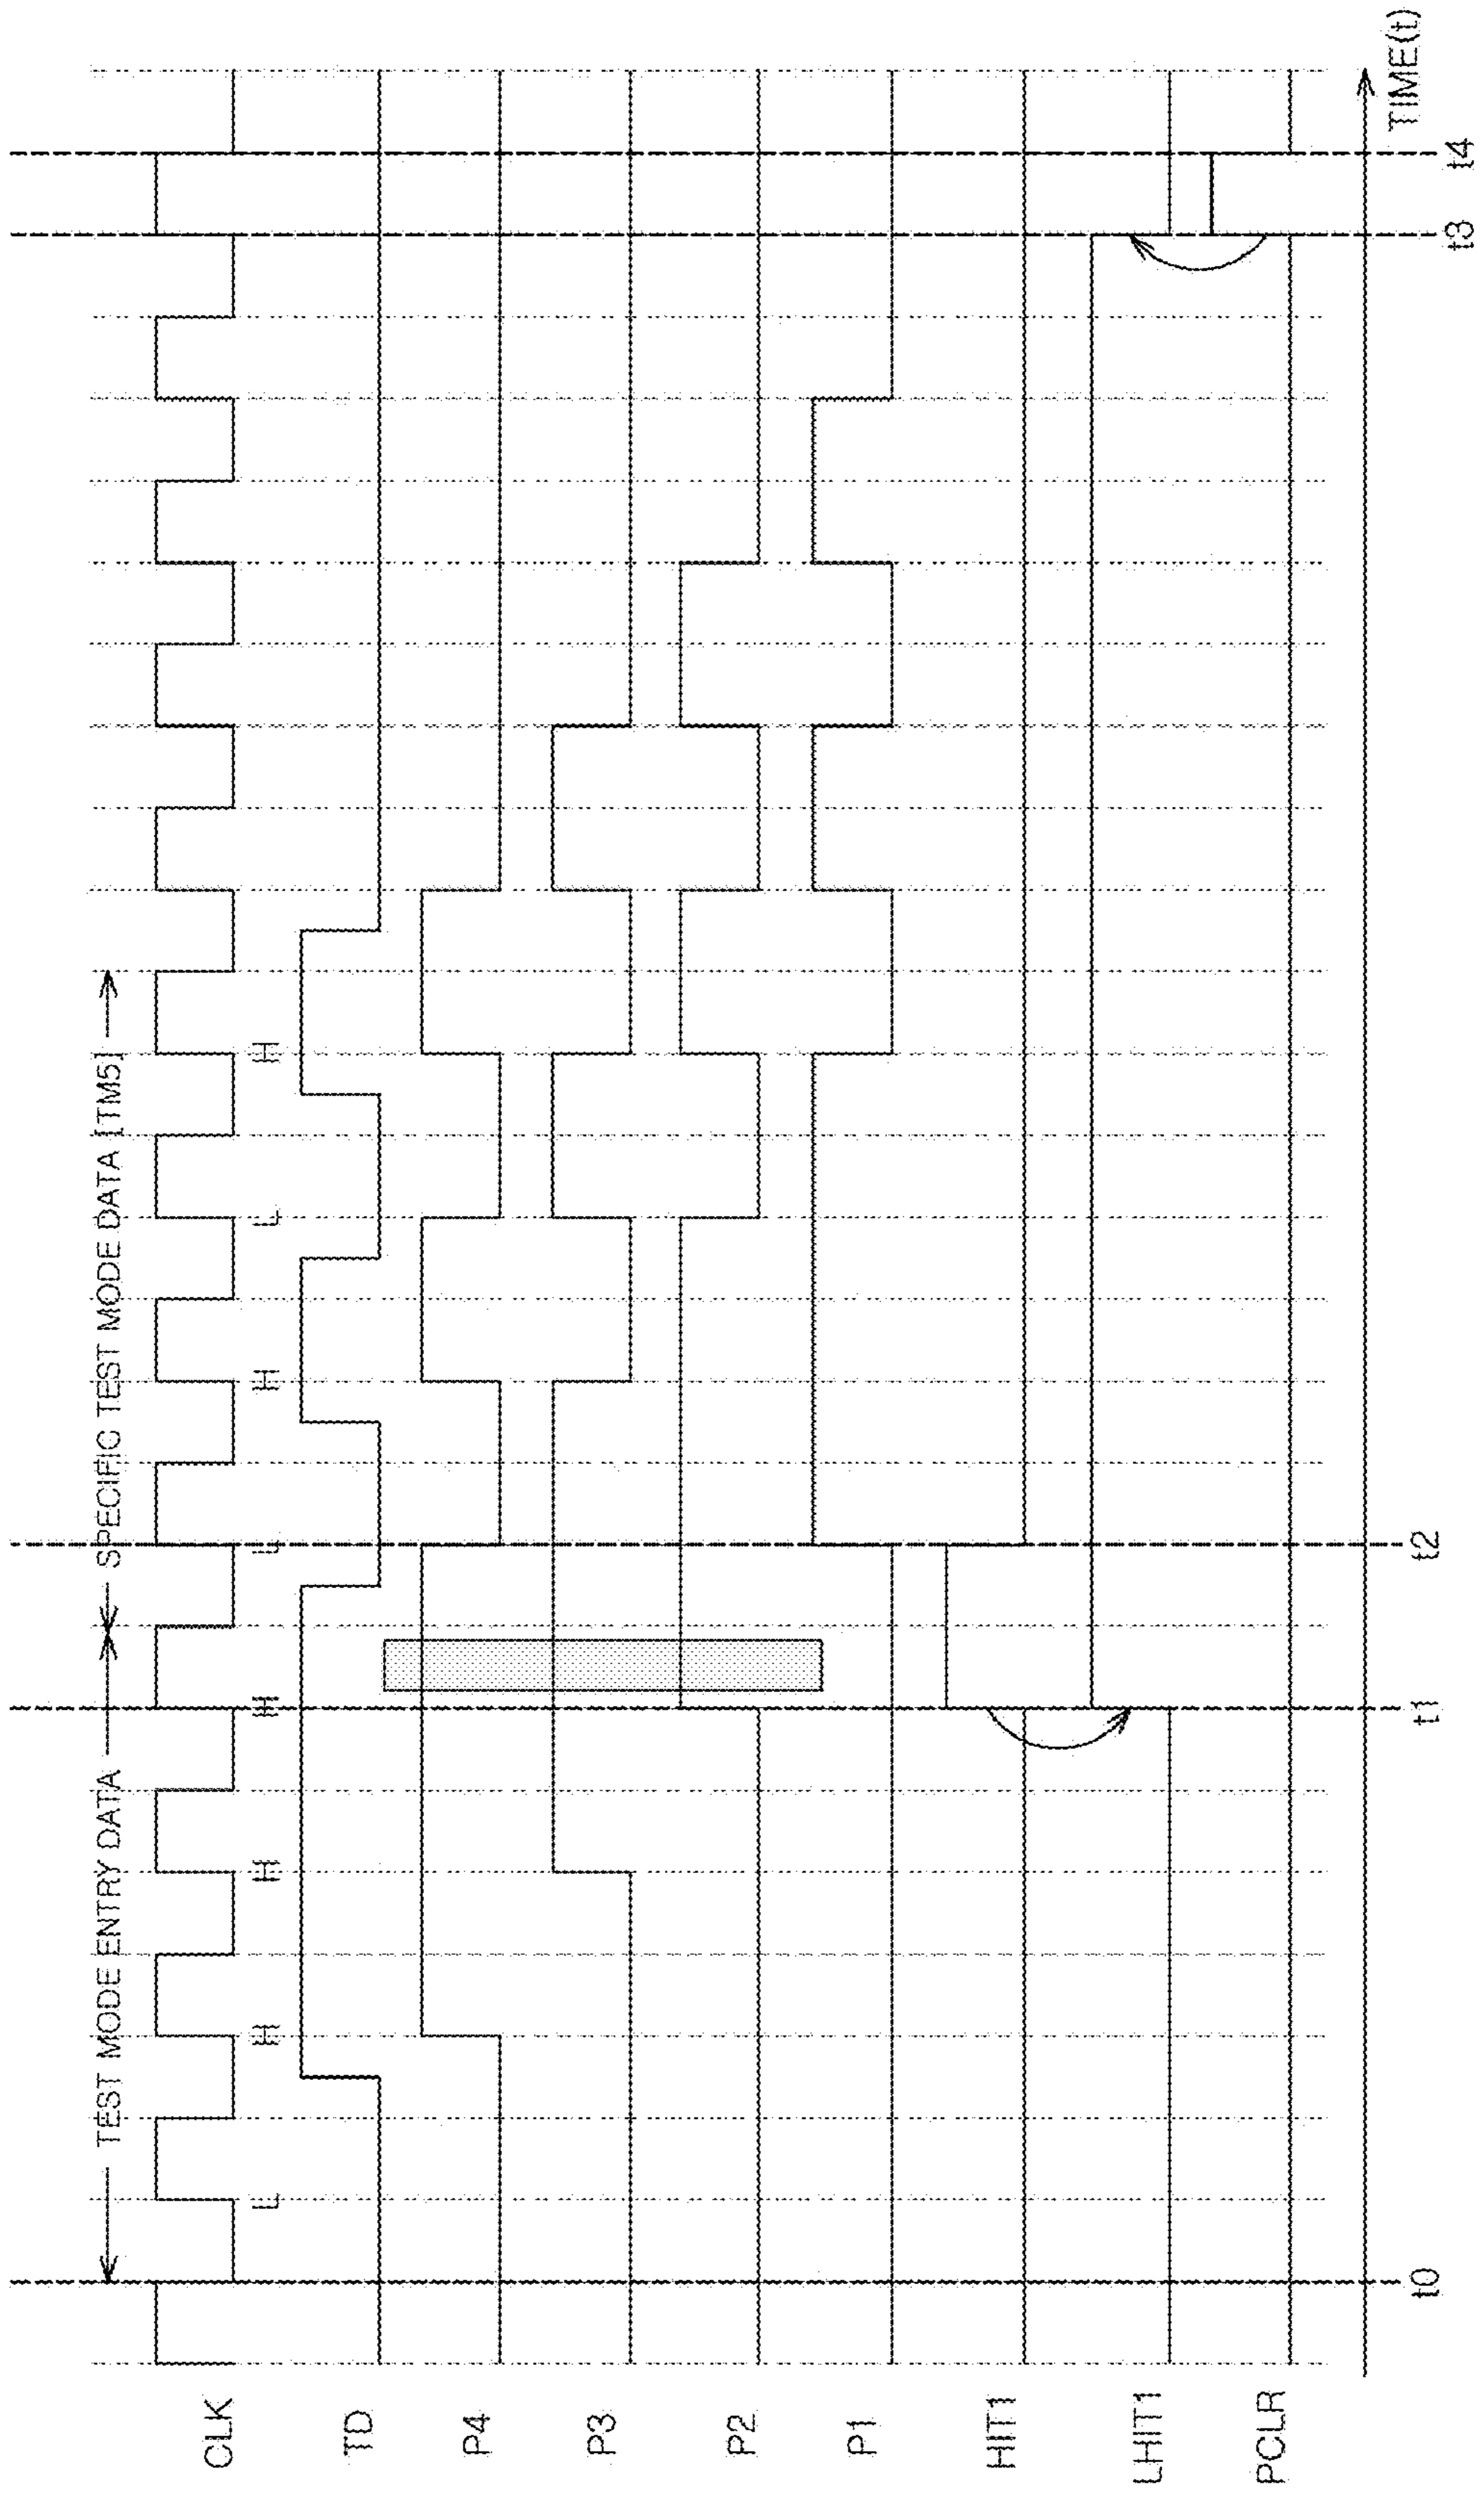 TEST MODE ENTRY DATA
SPECIFIC TEST MODE DATA [TM5]
CLK
L H H H L H L H
TD
P4
P3
P2
P1
HIT1
LHIT1
PCLR
TIME(t)
t0 t1 t2 t3 t4